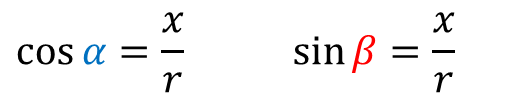 cos α = x/r sin β = x/r